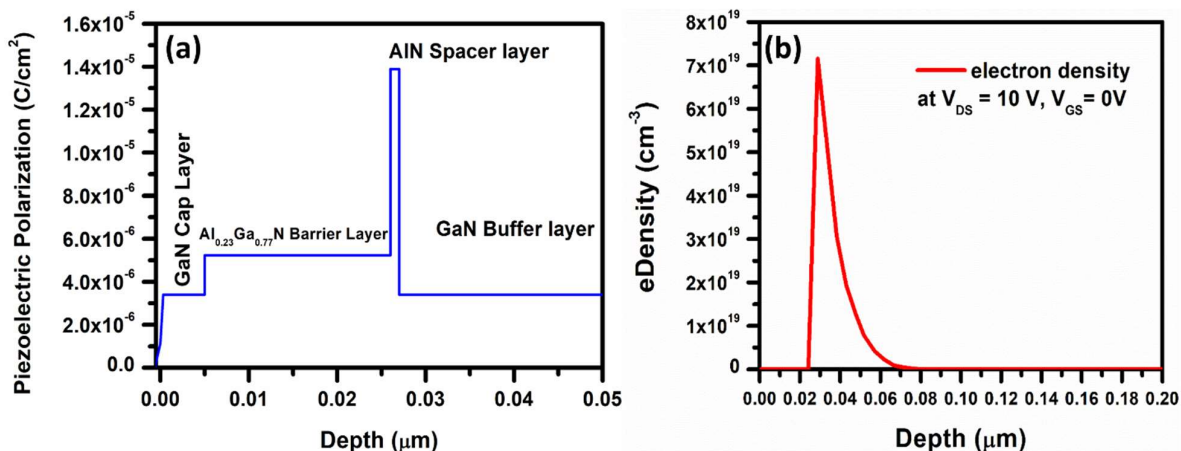 (a)
Piezoelectric Polarization (C/cm²)
1.6x10⁻⁵
1.4x10⁻⁵
1.2x10⁻⁵
1.0x10⁻⁵
8.0x10⁻⁶
6.0x10⁻⁶
4.0x10⁻⁶
2.0x10⁻⁶
0.0
AlN Spacer layer
GaN Cap Layer
Al₀.₂₃Ga₀.₇₇N Barrier Layer
GaN Buffer layer
0.00 0.01 0.02 0.03 0.04 0.05
Depth (μm)
(b)
eDensity (cm⁻³)
8x10¹⁹
7x10¹⁹
6x10¹⁹
5x10¹⁹
4x10¹⁹
3x10¹⁹
2x10¹⁹
1x10¹⁹
0
electron density
at V_DS = 10 V, V_GS = 0V
0.00 0.02 0.04 0.06 0.08 0.10 0.12 0.14 0.16 0.18 0.20
Depth (μm)